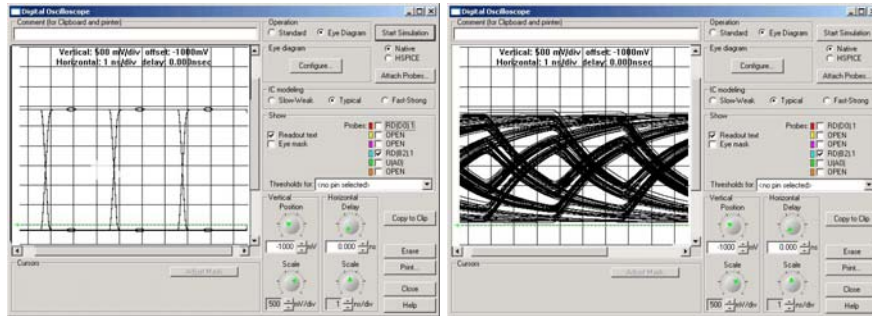 Digital Oscilloscope
Comment (for Clipboard and printer)
Vertical: 500 mV/div offset: -1000mV
Horizontal: 1 ns/div delay: 0.000nsec
Operation
Standard
Eye Diagram
Start Simulation
Eye diagram
Configure...
Native
HSPICE
Attach Probes...
IC modeling
Slow-Weak
Typical
Fast-Strong
Show
Probes:
Readout text
Eye mask
RD(D0).1
OPEN
OPEN
RD(B2).1
U(A0)
OPEN
Thresholds for: <no pin selected>
Vertical
Position
-1000 mV
Scale
500 mV/div
Horizontal
Delay
0.000 ns
Scale
1 ns/div
Copy to Clip
Erase
Print...
Close
Help
Cursors
Adjust Mask...
Digital Oscilloscope
Comment (for Clipboard and printer)
Vertical: 500 mV/div offset: -1000mV
Horizontal: 1 ns/div delay: 0.000nsec
Operation
Standard
Eye Diagram
Start Simulation
Eye diagram
Configure...
Native
HSPICE
Attach Probes...
IC modeling
Slow-Weak
Typical
Fast-Strong
Show
Probes:
Readout text
Eye mask
RD(D0).1
OPEN
OPEN
RD(B2).1
U(A0)
OPEN
Thresholds for: <no pin selected>
Vertical
Position
-1000 mV
Scale
500 mV/div
Horizontal
Delay
0.000 ns
Scale
1 ns/div
Copy to Clip
Erase
Print...
Close
Help
Cursors
Adjust Mask...